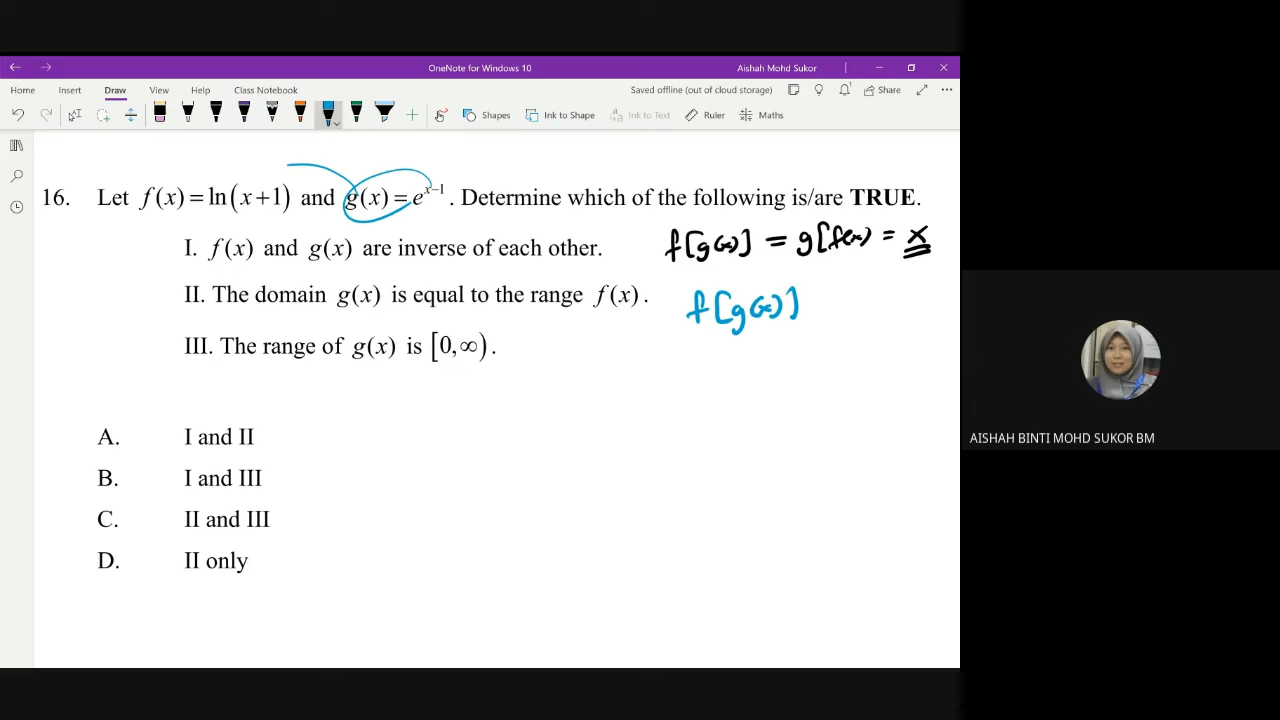 OneNote for Windows 10
Aishah Mohd Sukor
Home Insert Draw View Help Class Notebook
Saved offline (out of cloud storage)
Share
Shapes Ink to Shape Ink to Text Ruler Maths
16. Let f(x) = ln(x+1) and g(x) = e^{x-1}. Determine which of the following is/are TRUE.
I. f(x) and g(x) are inverse of each other.
f[g(x)] = g[f(x) = x
II. The domain g(x) is equal to the range f(x).
f[g(x)]
III. The range of g(x) is [0,∞).
A. I and II
B. I and III
C. II and III
D. II only
AISHAH BINTI MOHD SUKOR BM